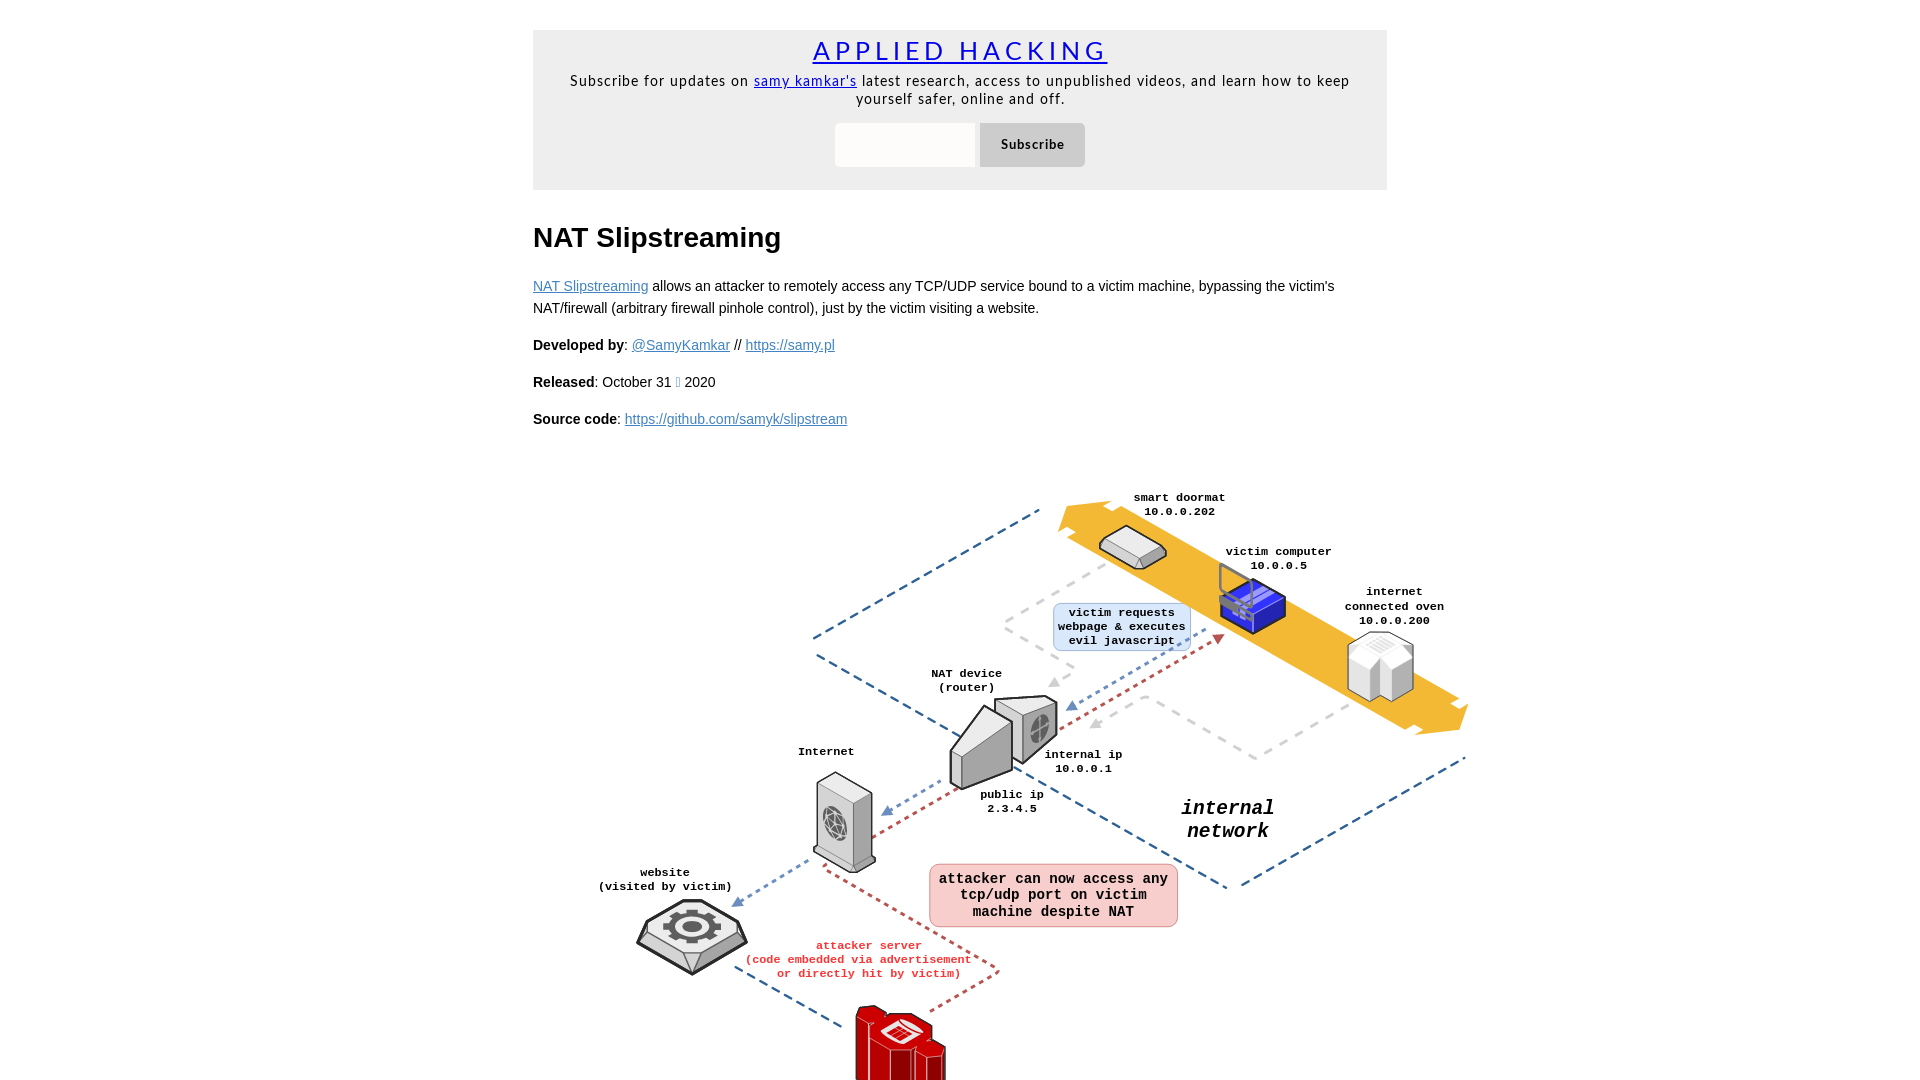 APPLIED HACKING
Subscribe for updates on samy kamkar's latest research, access to unpublished videos, and learn how to keep
yourself safer, online and off.
Subscribe
NAT Slipstreaming
NAT Slipstreaming allows an attacker to remotely access any TCP/UDP service bound to a victim machine, bypassing the victim's
NAT/firewall (arbitrary firewall pinhole control), just by the victim visiting a website.
Developed by: @SamyKamkar // https://samy.pl
Released: October 31 2020
Source code: https://github.com/samyk/slipstream
smart doormat
10.0.0.202
victim computer
10.0.0.5
internet
connected oven
10.0.0.200
victim requests
webpage & executes
evil javascript
NAT device
(router)
internal ip
10.0.0.1
Internet
public ip
2.3.4.5
internal
network
website
(visited by victim)
attacker can now access any
tcp/udp port on victim
machine despite NAT
attacker server
(code embedded via advertisement
or directly hit by victim)